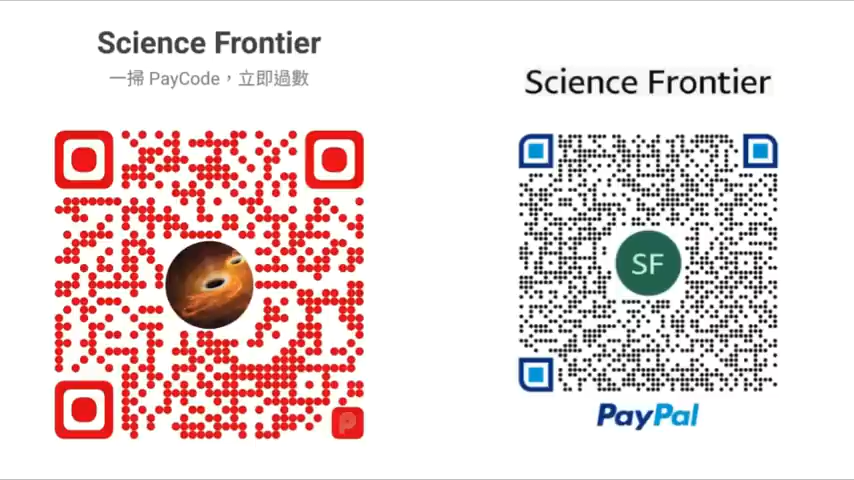 Science Frontier
一掃 PayCode，立即過數
P
Science Frontier
SF
PayPal